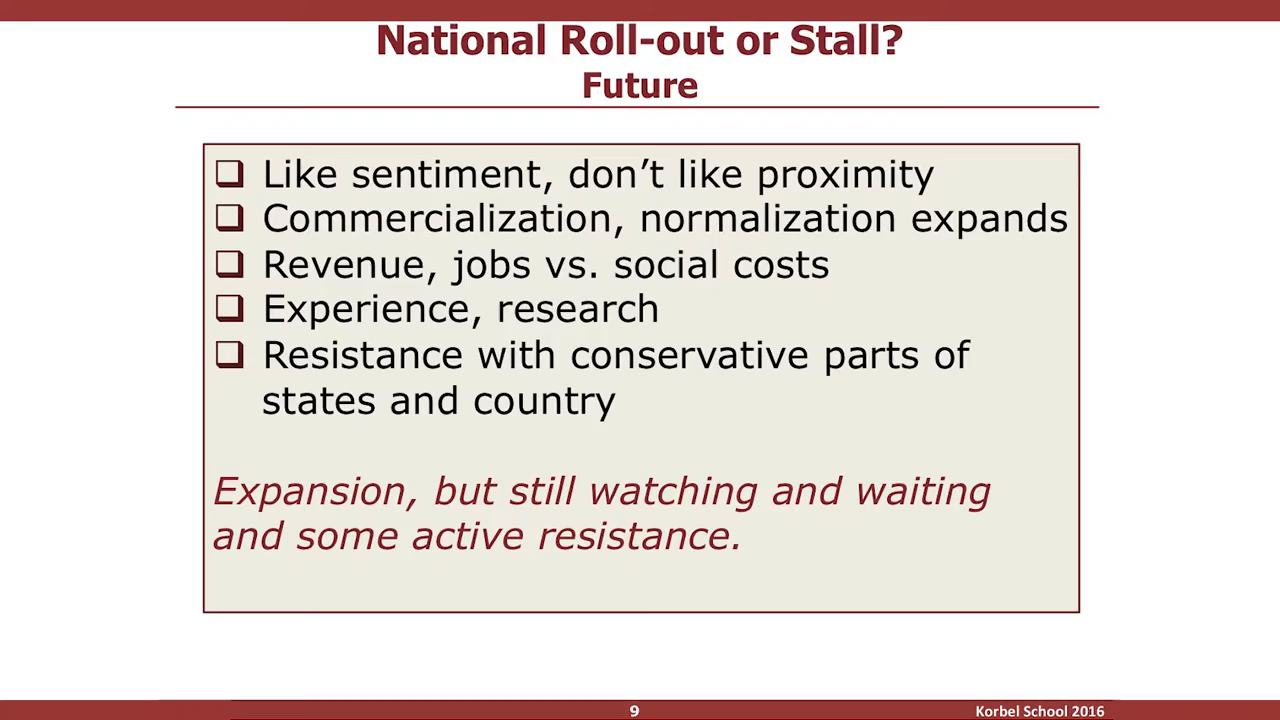 National Roll-out or Stall?
Future
❑ Like sentiment, don’t like proximity
❑ Commercialization, normalization expands
❑ Revenue, jobs vs. social costs
❑ Experience, research
❑ Resistance with conservative parts of
states and country
Expansion, but still watching and waiting
and some active resistance.
9
Korbel School 2016